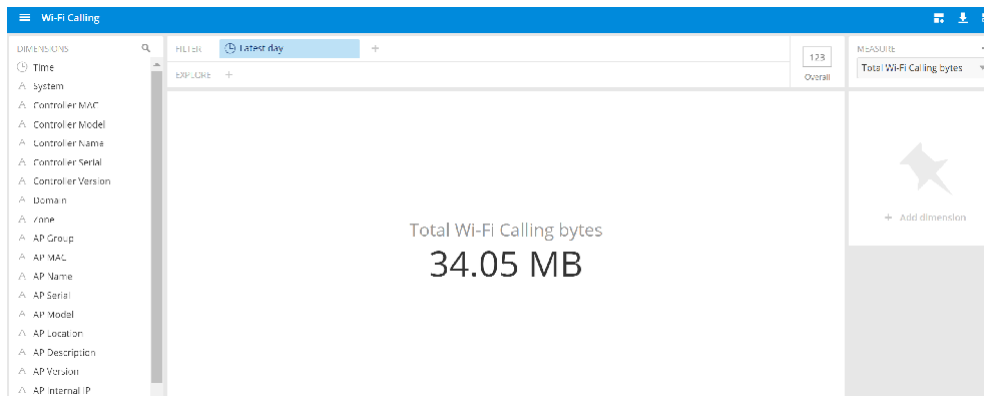 Wi-Fi Calling
DIMENSIONS
Time
System
Controller MAC
Controller Model
Controller Name
Controller Serial
Controller Version
Domain
Zone
AP Group
AP MAC
AP Name
AP Serial
AP Model
AP Location
AP Description
AP Version
AP Internal IP
FILTER
Latest day
+
EXPLORE +
123
Overall
Total Wi-Fi Calling bytes
34.05 MB
MEASURE
Total Wi-Fi Calling bytes
+ Add dimension